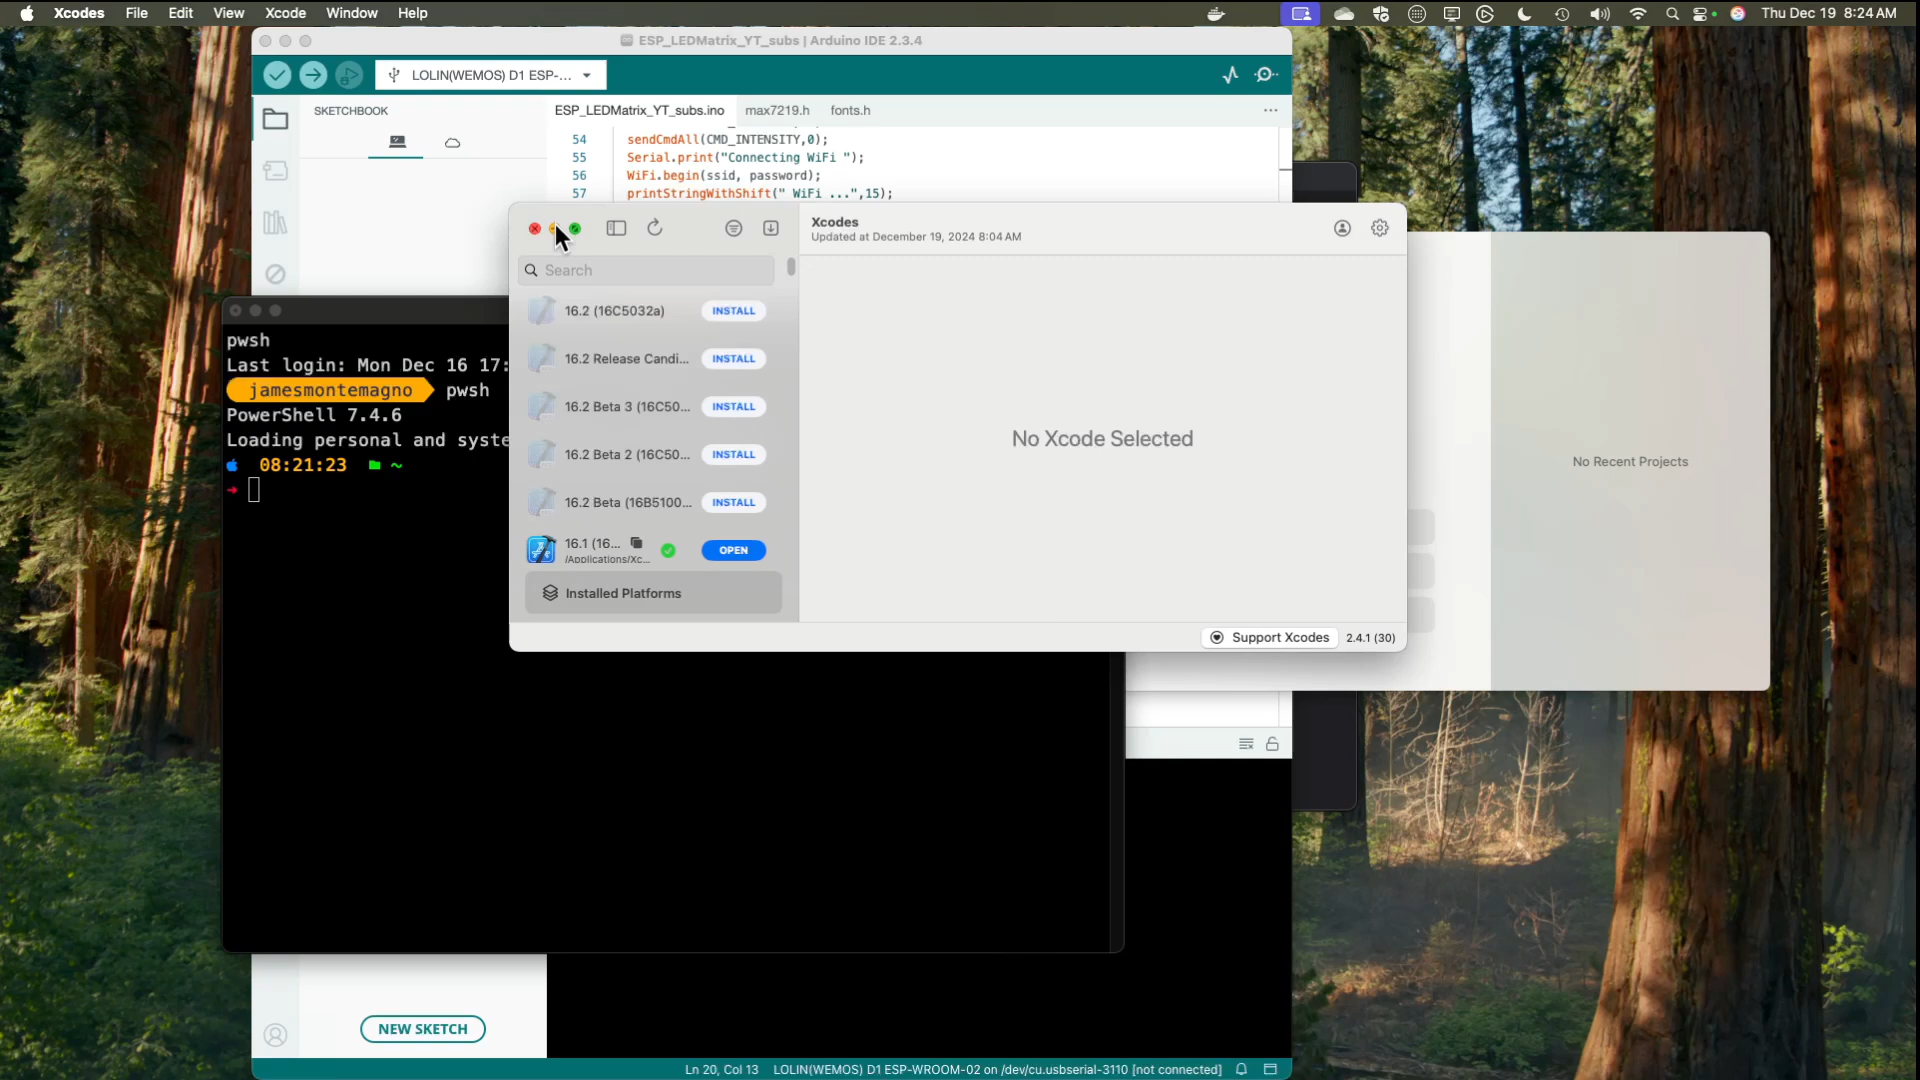 Xcodes File Edit View Xcode Window Help
Thu Dec 19 8:24 AM
ESP_LEDMatrix_YT_subs | Arduino IDE 2.3.4
LOLIN(WEMOS) D1 ESP-...
SKETCHBOOK
ESP_LEDMatrix_YT_subs.ino max7219.h fonts.h
54 sendCmdAll(CMD_INTENSITY,0);
55 Serial.print("Connecting WiFi ");
56 WiFi.begin(ssid, password);
57 printStringWithShift(" WiFi ...",15);
Xcodes
Updated at December 19, 2024 8:04 AM
Search
16.2 (16C5032a) INSTALL
16.2 Release Candi... INSTALL
16.2 Beta 3 (16C50... INSTALL
16.2 Beta 2 (16C50... INSTALL
16.2 Beta (16B5100... INSTALL
16.1 (16... OPEN
/Applications/Xc...
Installed Platforms
No Xcode Selected
Support Xcodes 2.4.1 (30)
No Recent Projects
pwsh
Last login: Mon Dec 16 17:
jamesmontemagno pwsh
PowerShell 7.4.6
Loading personal and syste
08:21:23 ~
NEW SKETCH
Ln 20, Col 13 LOLIN(WEMOS) D1 ESP-WROOM-02 on /dev/cu.usbserial-3110 [not connected]